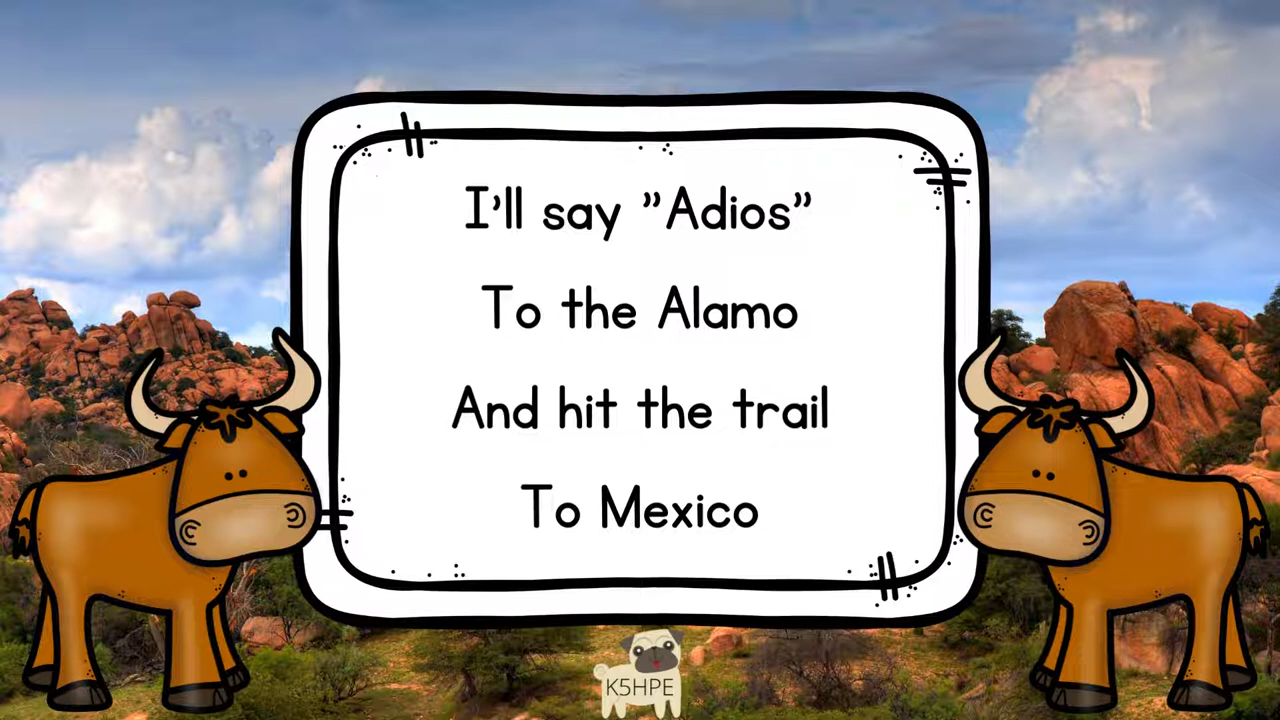 I'll say ”Adios”
To the Alamo
And hit the trail
To Mexico
K5HPE